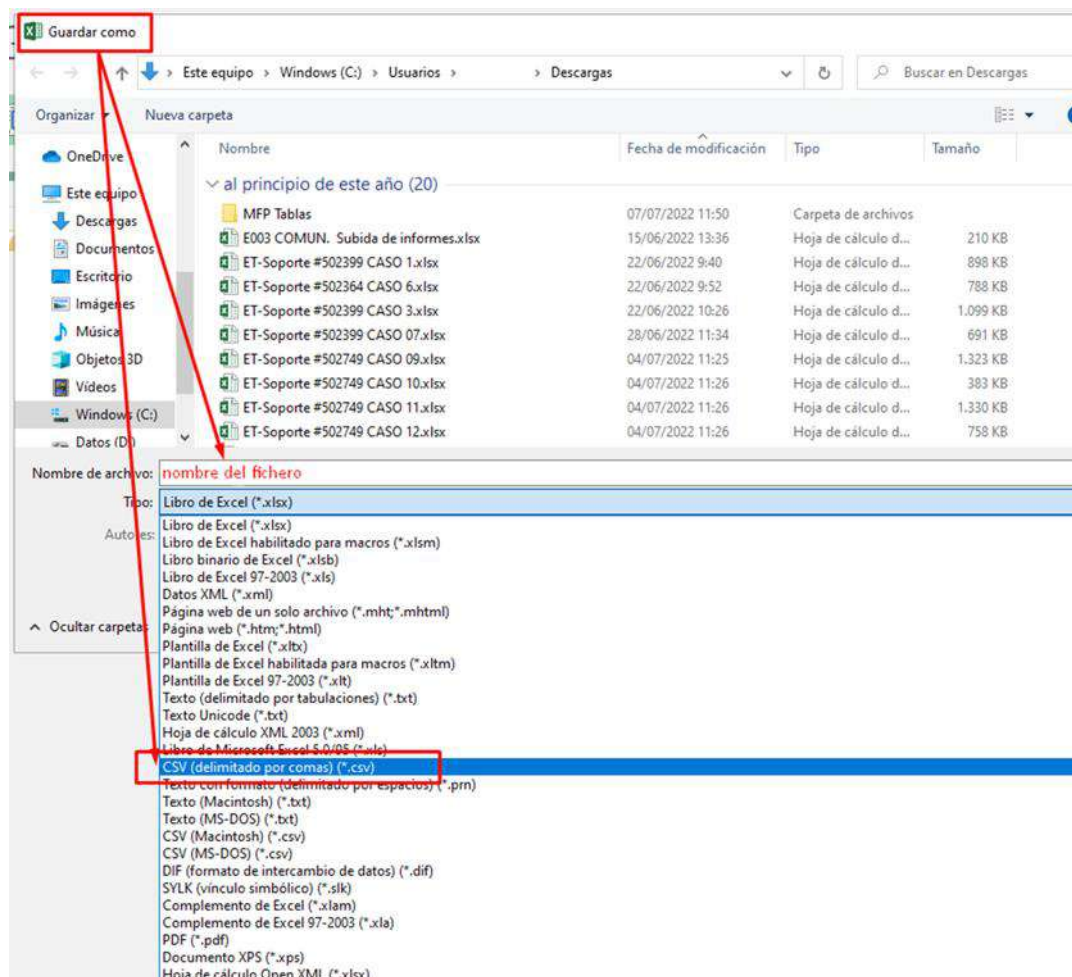 Guardar como
Este equipo > Windows (C:) > Usuarios > > Descargas Buscar en Descargas
Organizar Nueva carpeta
Nombre Fecha de modificación Tipo Tamaño
OneDrive
al principio de este año (20)
Este equipo
MFP Tablas 07/07/2022 11:50 Carpeta de archivos
Descargas
E003 COMUN. Subida de informes.xlsx 15/06/2022 13:36 Hoja de cálculo d... 210 KB
Documentos
ET-Soporte #502399 CASO 1.xlsx 22/06/2022 9:40 Hoja de cálculo d... 898 KB
Escritorio
ET-Soporte #502364 CASO 6.xlsx 22/06/2022 9:52 Hoja de cálculo d... 788 KB
Imágenes
ET-Soporte #502399 CASO 3.xlsx 22/06/2022 10:26 Hoja de cálculo d... 1.099 KB
Música
ET-Soporte #502399 CASO 07.xlsx 28/06/2022 11:34 Hoja de cálculo d... 691 KB
Objetos 3D
ET-Soporte #502749 CASO 09.xlsx 04/07/2022 11:25 Hoja de cálculo d... 1.323 KB
Vídeos
ET-Soporte #502749 CASO 10.xlsx 04/07/2022 11:26 Hoja de cálculo d... 383 KB
Windows (C:)
ET-Soporte #502749 CASO 11.xlsx 04/07/2022 11:26 Hoja de cálculo d... 1.330 KB
Datos (D:)
ET-Soporte #502749 CASO 12.xlsx 04/07/2022 11:26 Hoja de cálculo d... 758 KB
Nombre de archivo: nombre del fichero
Tipo: Libro de Excel (*.xlsx)
Autores:
Libro de Excel (*.xlsx)
Libro de Excel habilitado para macros (*.xlsm)
Libro binario de Excel (*.xlsb)
Libro de Excel 97-2003 (*.xls)
Datos XML (*.xml)
Página web de un solo archivo (*.mht;*.mhtml)
Ocultar carpetas
Página web (*.htm;*.html)
Plantilla de Excel (*.xltx)
Plantilla de Excel habilitada para macros (*.xltm)
Plantilla de Excel 97-2003 (*.xlt)
Texto (delimitado por tabulaciones) (*.txt)
Texto Unicode (*.txt)
Hoja de cálculo XML 2003 (*.xml)
Libro de Microsoft Excel 5.0/95 (*.xls)
CSV (delimitado por comas) (*.csv)
Texto con formato (delimitado por espacios) (*.prn)
Texto (Macintosh) (*.txt)
Texto (MS-DOS) (*.txt)
CSV (Macintosh) (*.csv)
CSV (MS-DOS) (*.csv)
DIF (formato de intercambio de datos) (*.dif)
SYLK (vínculo simbólico) (*.slk)
Complemento de Excel (*.xlam)
Complemento de Excel 97-2003 (*.xla)
PDF (*.pdf)
Documento XPS (*.xps)
Hoja de cálculo Open XML (*.xlsx)